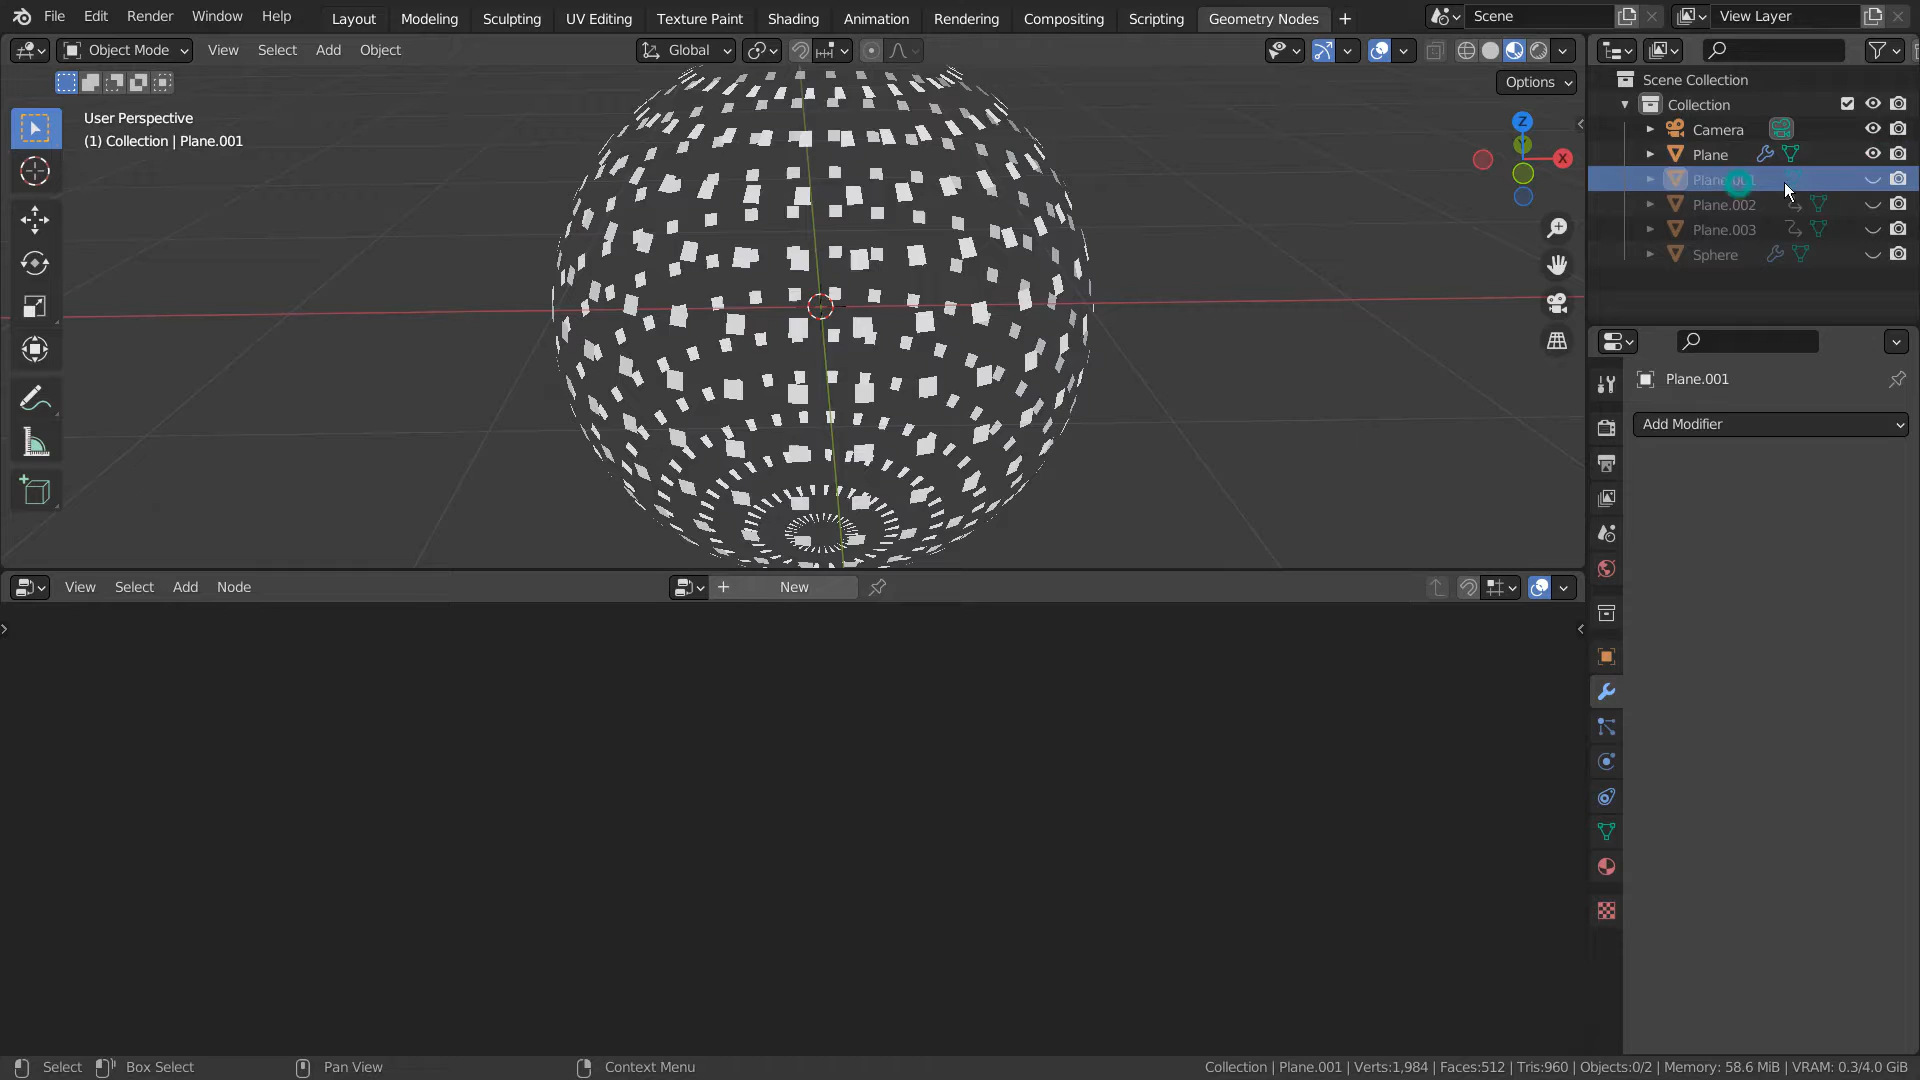 File Edit Render Window Help Layout Modeling Sculpting UV Editing Texture Paint Shading Animation Rendering Compositing Scripting Geometry Nodes + Scene View Layer
Object Mode View Select Add Object Global
Options
User Perspective
(1) Collection | Plane.001
Z
Y
X
Scene Collection
Collection
Camera
Plane
Plane.001
Plane.002
Plane.003
Sphere
Plane.001
Add Modifier
View Select Add Node New
Select Box Select Pan View Context Menu Collection | Plane.001 | Verts:1,984 | Faces:512 | Tris:960 | Objects:0/2 | Memory: 58.6 MiB | VRAM: 0.3/4.0 GiB